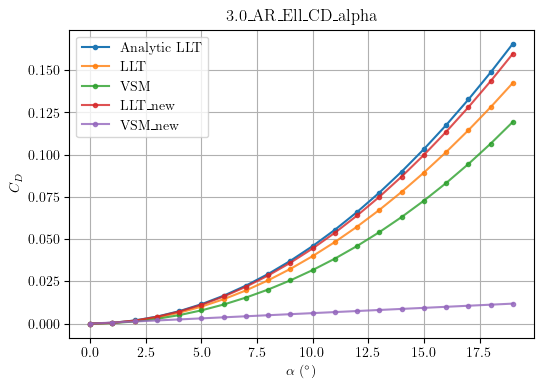 3.0_AR_Ell_CD_alpha
Analytic LLT
LLT
VSM
LLT_new
VSM_new
0.150
0.125
0.100
0.075
0.050
0.025
0.000
C_D
0.0 2.5 5.0 7.5 10.0 12.5 15.0 17.5
α (°)